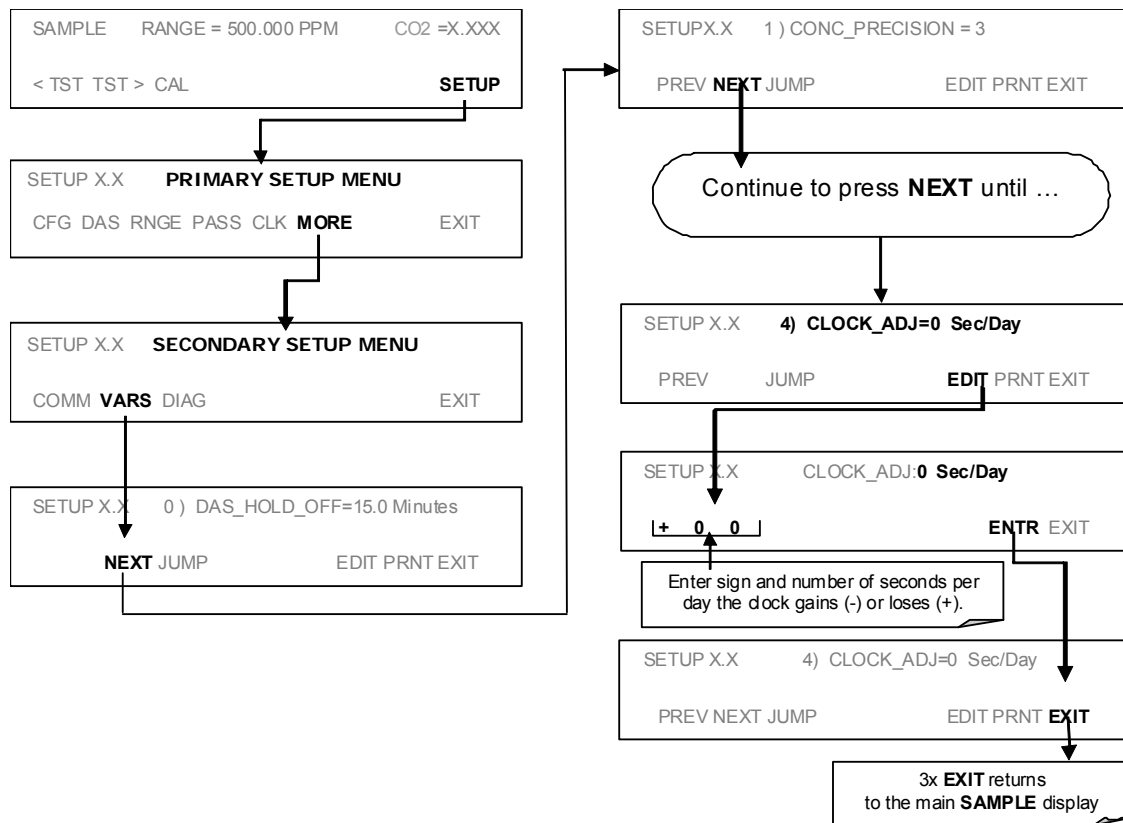 SAMPLE RANGE = 500.000 PPM CO2 =X.XXX
< TST TST > CAL SETUP
SETUP X.X PRIMARY SETUP MENU
CFG DAS RNGE PASS CLK MORE EXIT
SETUP X.X SECONDARY SETUP MENU
COMM VARS DIAG EXIT
SETUP X.X 0 ) DAS_HOLD_OFF=15.0 Minutes
NEXT JUMP EDIT PRNT EXIT
SETUPX.X 1 ) CONC_PRECISION = 3
PREV NEXT JUMP EDIT PRNT EXIT
Continue to press NEXT until …
SETUP X.X 4) CLOCK_ADJ=0 Sec/Day
PREV JUMP EDIT PRNT EXIT
SETUP X.X CLOCK_ADJ:0 Sec/Day
+ 0 0 ENTR EXIT
Enter sign and number of seconds per
day the clock gains (-) or loses (+).
SETUP X.X 4) CLOCK_ADJ=0 Sec/Day
PREV NEXT JUMP EDIT PRNT EXIT
3x EXIT returns
to the main SAMPLE display